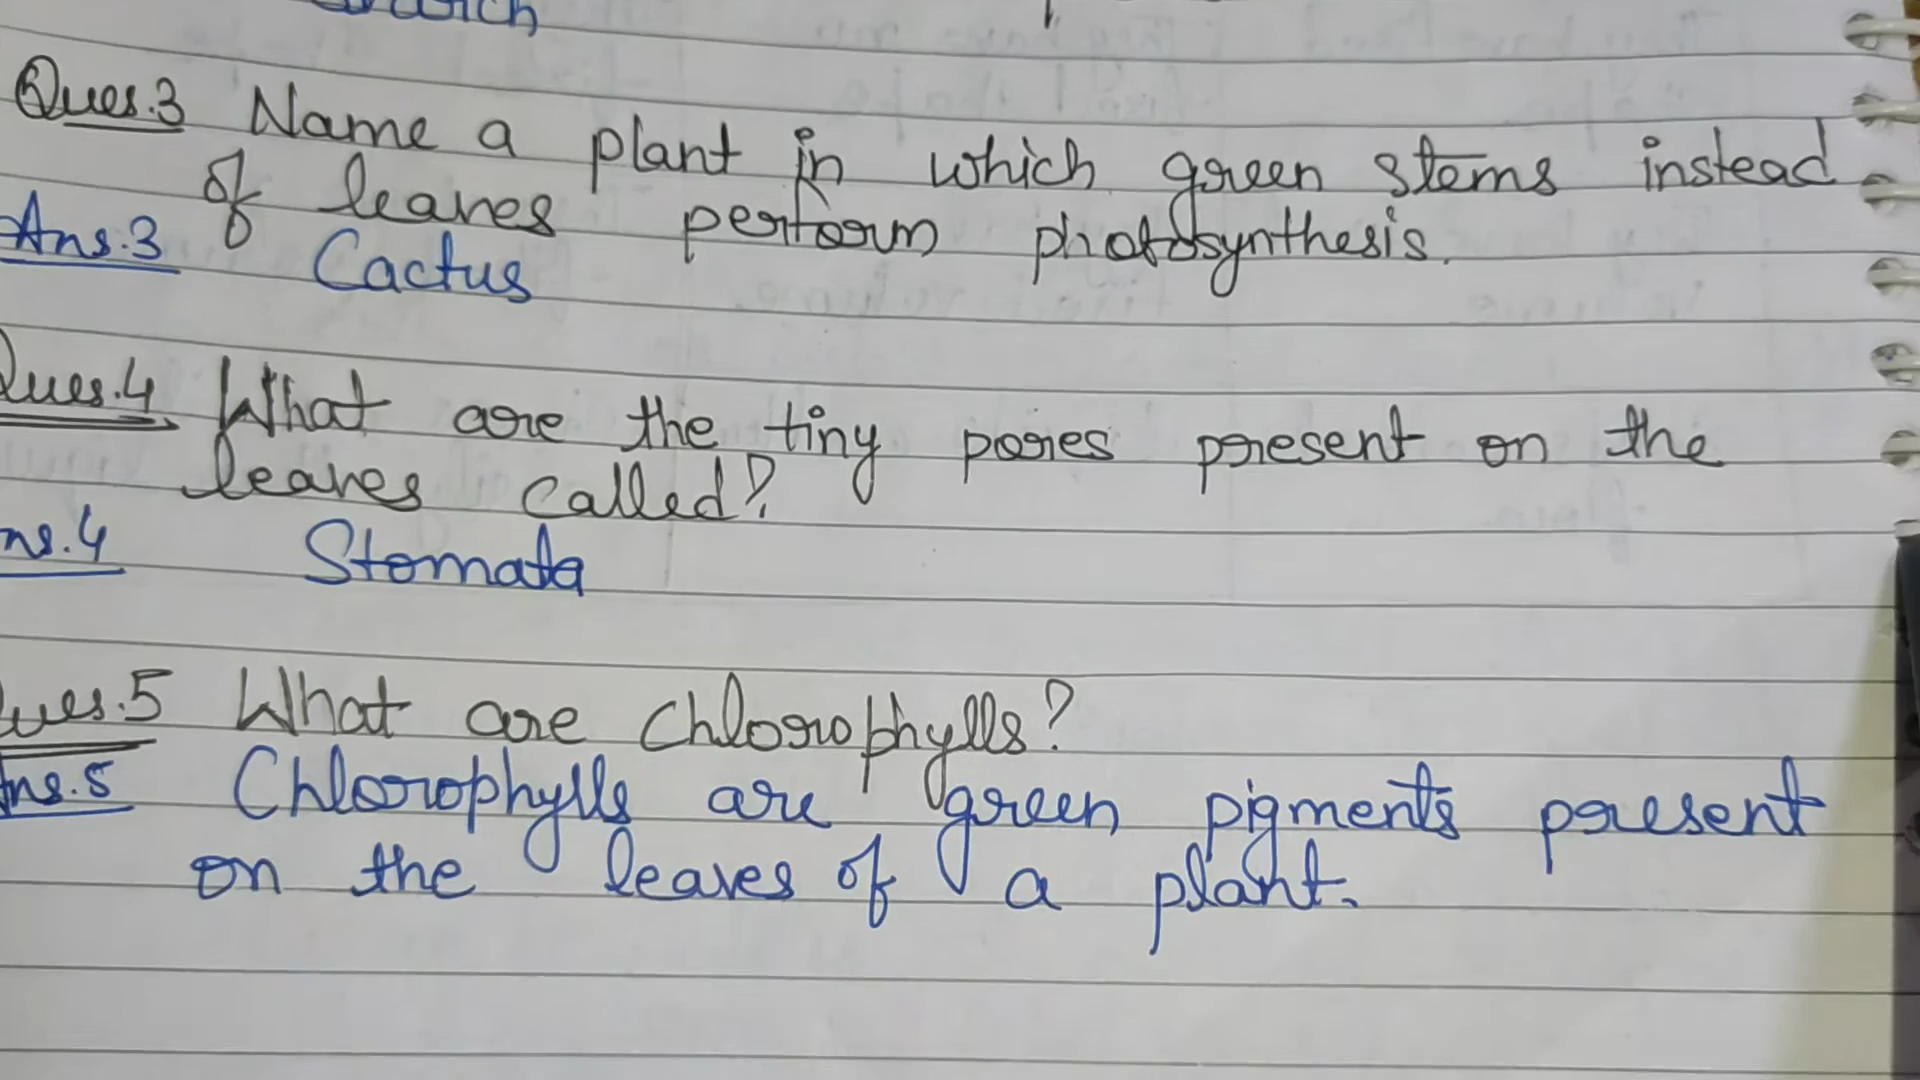 Ques.3 Name a plant in which green stems instead
of leaves perform photosynthesis.
Ans.3 Cactus
Ques.4 What are the tiny pores present on the
leaves called?
Ans.4 Stomata
Ques.5 What are Chlorophylls?
Ans.5 Chlorophylls are green pigments present
on the leaves of a plant.